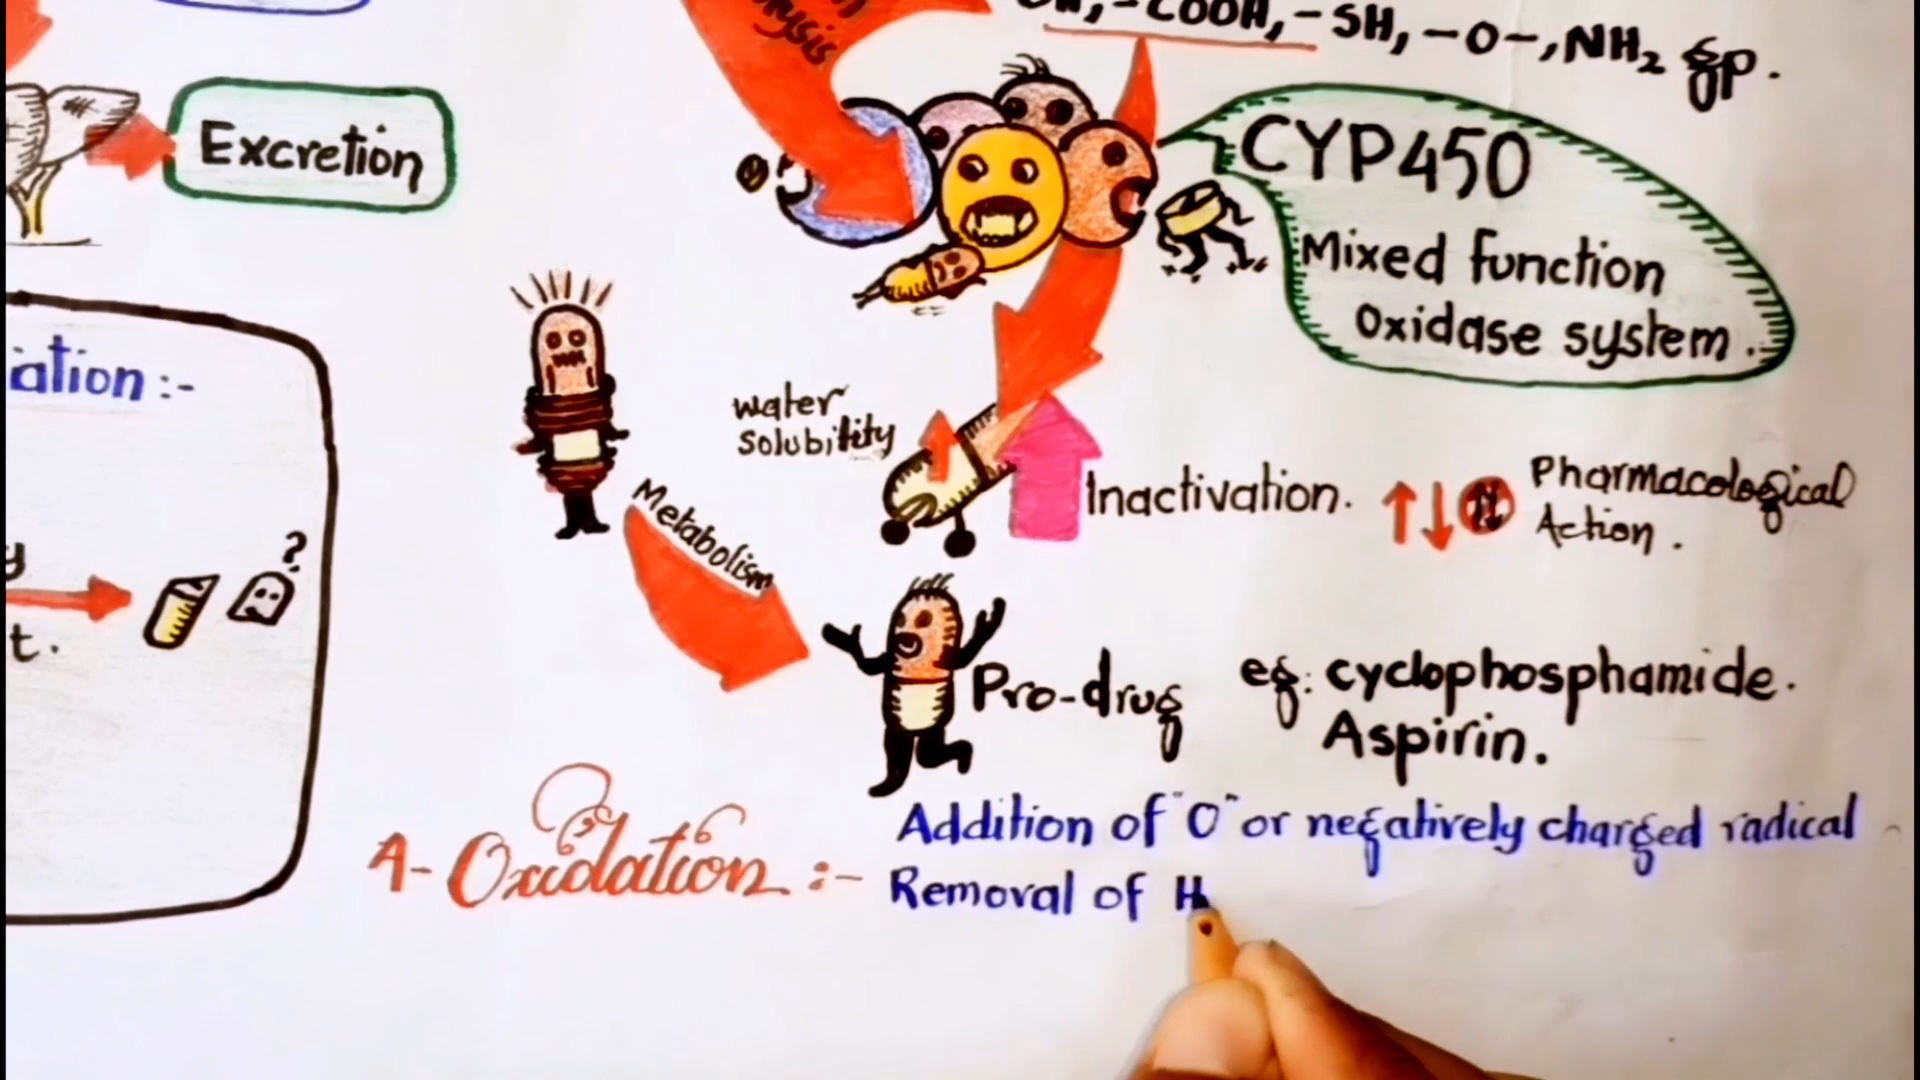 -COOH, -SH, -O-, NH2 gp.
Excretion
CYP450
Mixed function
Oxidase system.
ation :-
water
solubility
Inactivation.
Pharmacological
Action.
Metabolism
?
t.
Pro-drug
eg: cyclophosphamide.
Aspirin.
A- Oxidation :-
Addition of "O" or negatively charged radical
Removal of H